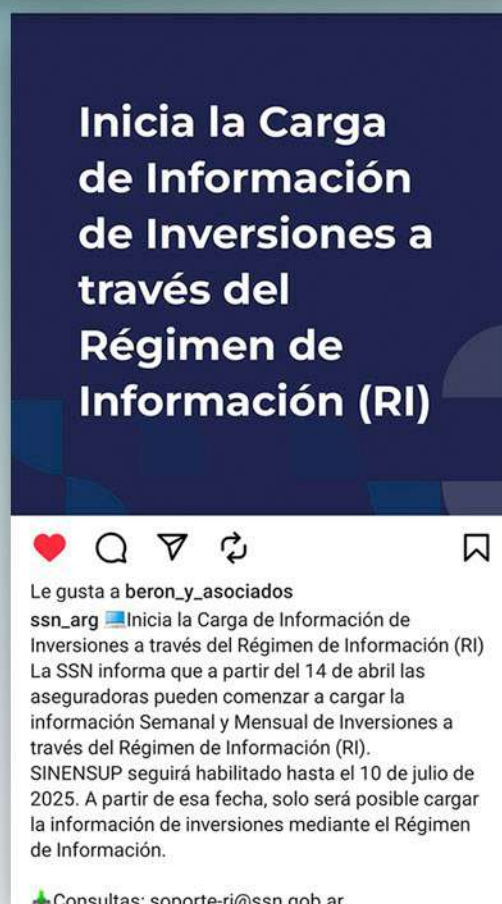 Inicia la Carga
de Información
de Inversiones a
través del
Régimen de
Información (RI)
Le gusta a beron_y_asociados
ssn_arg 💻Inicia la Carga de Información de
Inversiones a través del Régimen de Información (RI)
La SSN informa que a partir del 14 de abril las
aseguradoras pueden comenzar a cargar la
información Semanal y Mensual de Inversiones a
través del Régimen de Información (RI).
SINENSUP seguirá habilitado hasta el 10 de julio de
2025. A partir de esa fecha, solo será posible cargar
la información de inversiones mediante el Régimen
de Información.
Consultas: soporte-ri@ssn.gob.ar